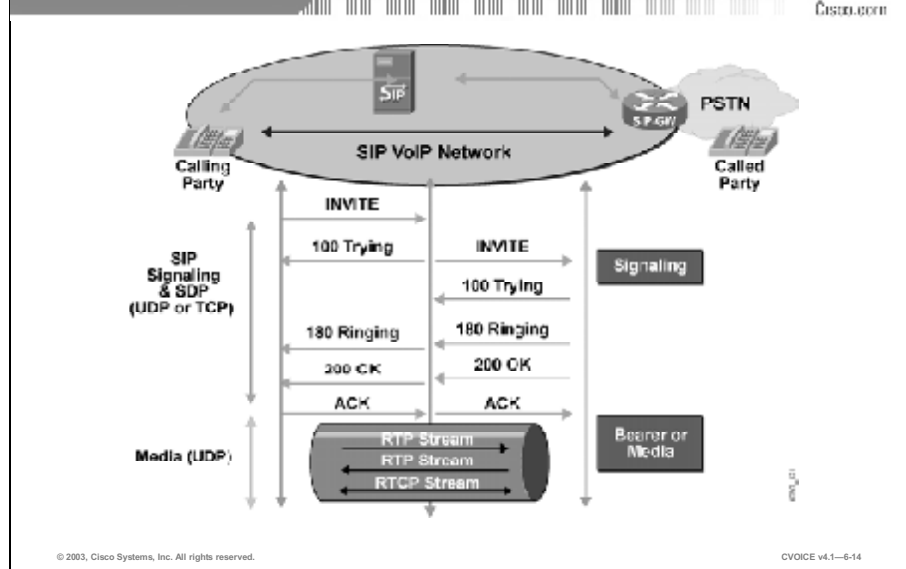 Cisco.com
SIP
PSTN
SIP-GW
SIP VoIP Network
Calling
Party
Called
Party
INVITE
100 Trying
INVITE
SIP
Signaling
& SDP
(UDP or TCP)
Signaling
100 Trying
180 Ringing
180 Ringing
200 OK
200 OK
ACK
ACK
RTP Stream
Bearer or
Media
Media (UDP)
RTP Stream
RTCP Stream
© 2003, Cisco Systems, Inc. All rights reserved.
CVOICE v4.1—6-14